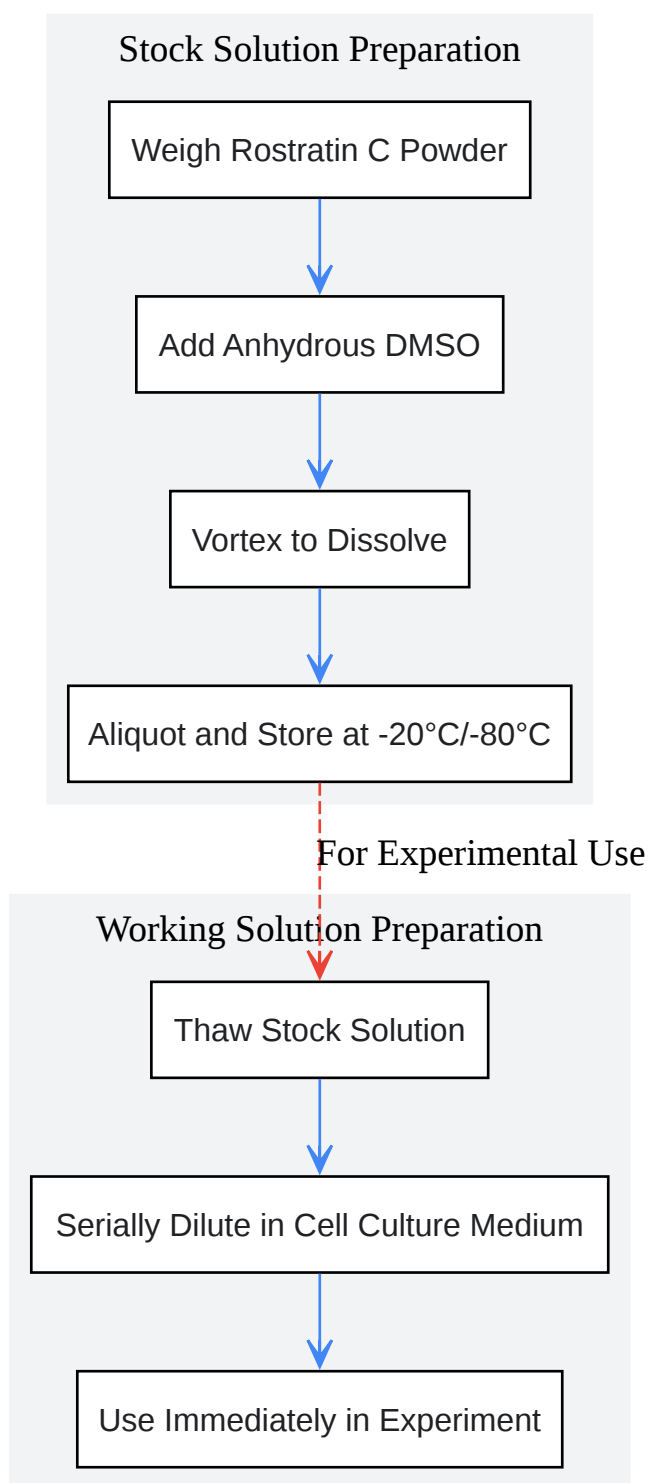 Stock Solution Preparation
Weigh Rostratin C Powder
Add Anhydrous DMSO
Vortex to Dissolve
Aliquot and Store at -20°C/-80°C
For Experimental Use
Working Solution Preparation
Thaw Stock Solution
Serially Dilute in Cell Culture Medium
Use Immediately in Experiment